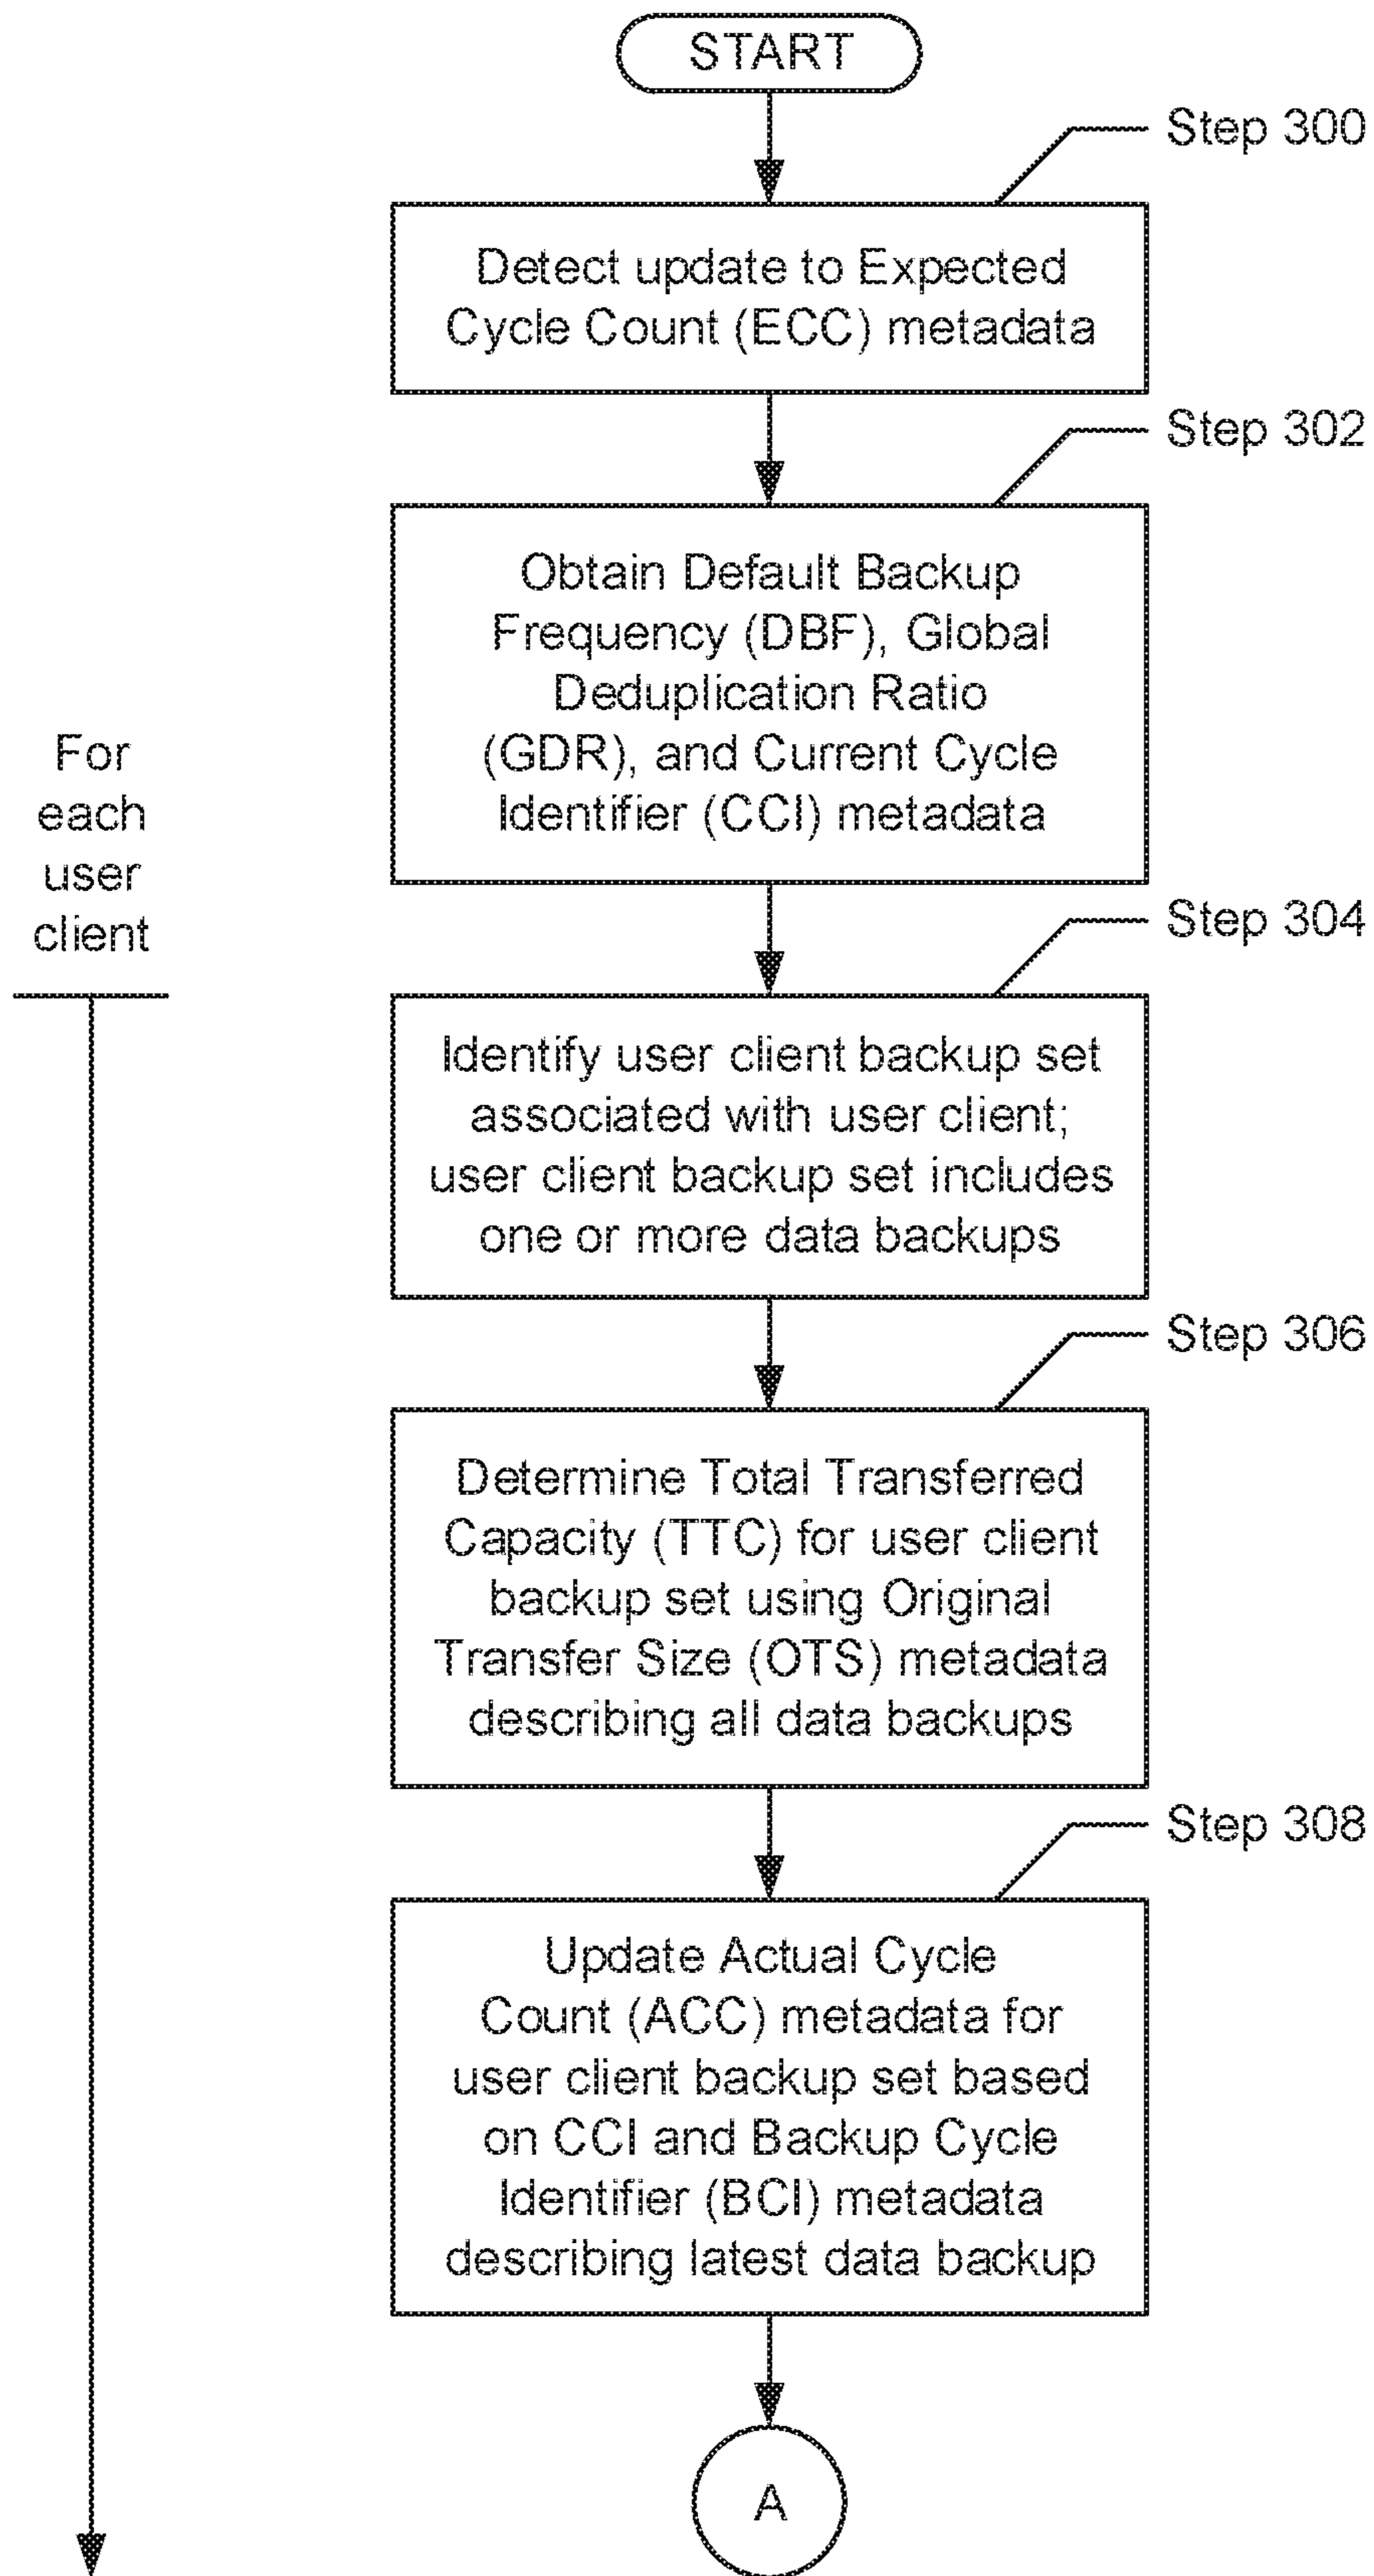 START
Step 300
Detect update to Expected
Cycle Count (ECC) metadata
Step 302
Obtain Default Backup
Frequency (DBF), Global
Deduplication Ratio
(GDR), and Current Cycle
Identifier (CCI) metadata
For
each
user
client
Step 304
Identify user client backup set
associated with user client;
user client backup set includes
one or more data backups
Step 306
Determine Total Transferred
Capacity (TTC) for user client
backup set using Original
Transfer Size (OTS) metadata
describing all data backups
Step 308
Update Actual Cycle
Count (ACC) metadata for
user client backup set based
on CCI and Backup Cycle
Identifier (BCI) metadata
describing latest data backup
A